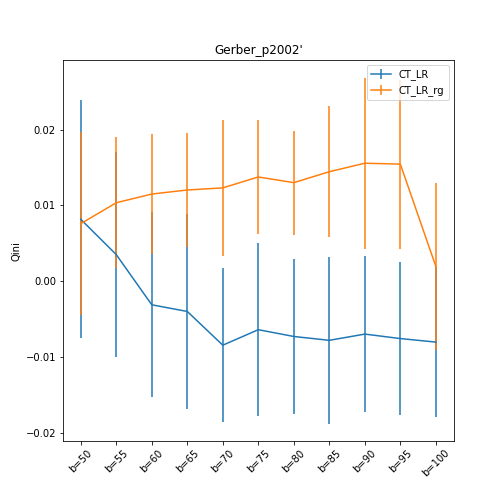 Gerber_p2002'
CT_LR
CT_LR_rg
Qini
0.02
0.01
0.00
−0.01
−0.02
b=50
b=55
b=60
b=65
b=70
b=75
b=80
b=85
b=90
b=95
b=100